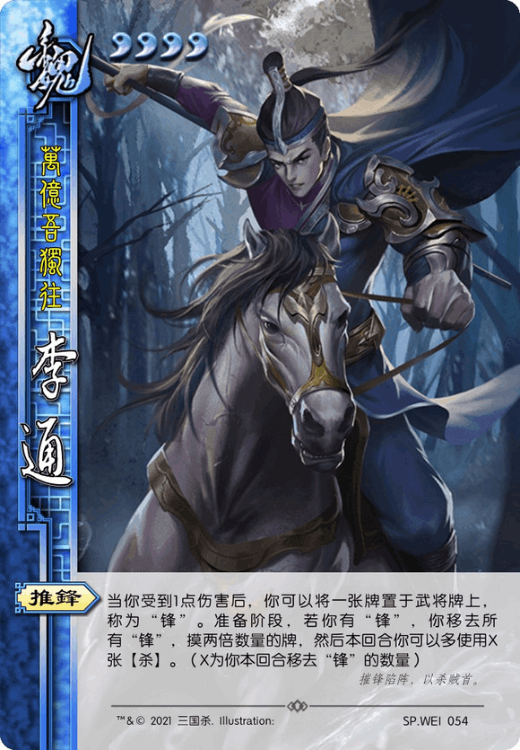 魏
萬億吾獨往
李通
推鋒
当你受到1点伤害后，你可以将一张牌置于武将牌上，
称为“锋”。准备阶段，若你有“锋”，你移去所
有“锋”，摸两倍数量的牌，然后本回合你可以多使用X
张【杀】。（X为你本回合移去“锋”的数量）
推锋陷阵，以杀贼首。
™&© 2021 三国杀. Illustration:
SP.WEI 054